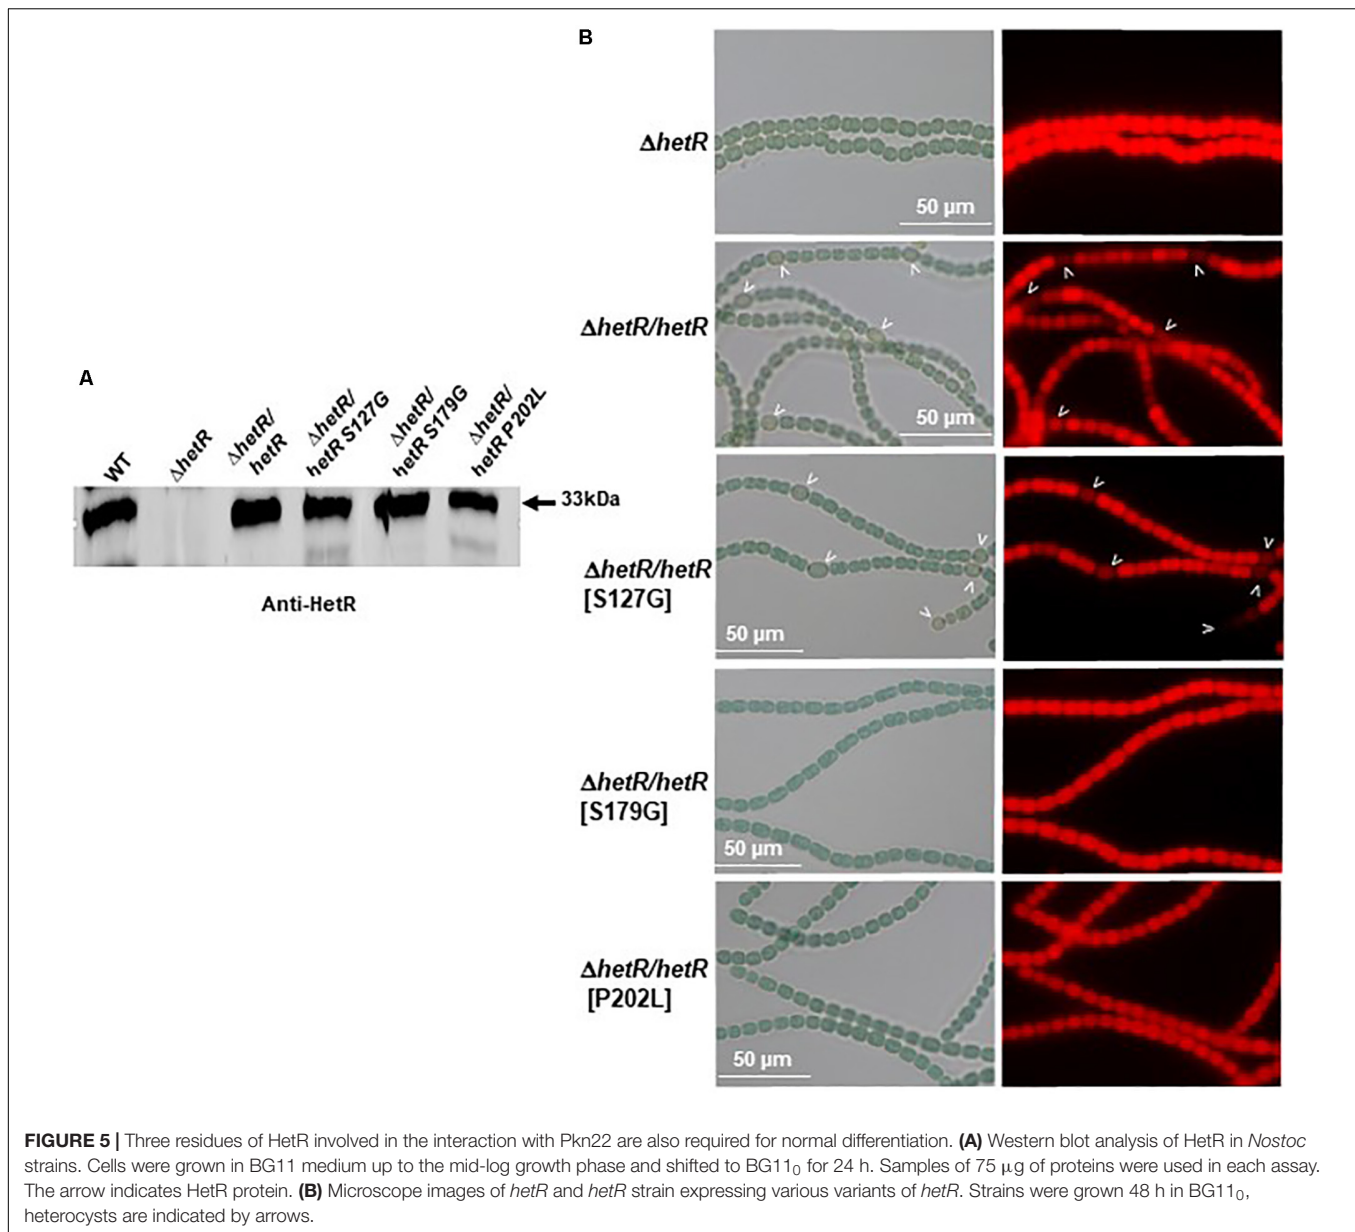 A
WT
ΔhetR
ΔhetR/
hetR
ΔhetR/
hetR S127G
ΔhetR/
hetR S179G
ΔhetR/
hetR P202L
33kDa
Anti-HetR
B
ΔhetR
50 µm
ΔhetR/hetR
50 µm
ΔhetR/hetR
[S127G]
50 µm
ΔhetR/hetR
[S179G]
50 µm
ΔhetR/hetR
[P202L]
50 µm
FIGURE 5 | Three residues of HetR involved in the interaction with Pkn22 are also required for normal differentiation. (A) Western blot analysis of HetR in Nostoc
strains. Cells were grown in BG11 medium up to the mid-log growth phase and shifted to BG11₀ for 24 h. Samples of 75 µg of proteins were used in each assay.
The arrow indicates HetR protein. (B) Microscope images of hetR and hetR strain expressing various variants of hetR. Strains were grown 48 h in BG11₀,
heterocysts are indicated by arrows.